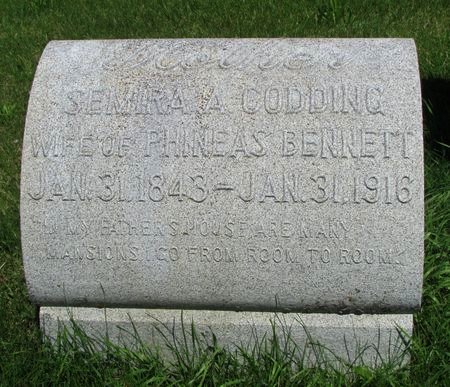 Mother
SEMIRA A CODDING
WIFE OF PHINEAS BENNETT
JAN. 31. 1843 – JAN. 31. 1916
IN MY FATHER'S HOUSE ARE MANY
MANSIONS I GO FROM ROOM TO ROOM.